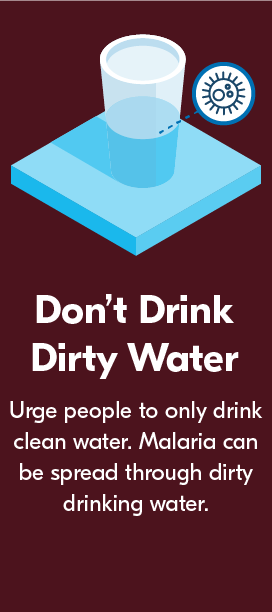 Don’t Drink
Dirty Water
Urge people to only drink
clean water. Malaria can
be spread through dirty
drinking water.